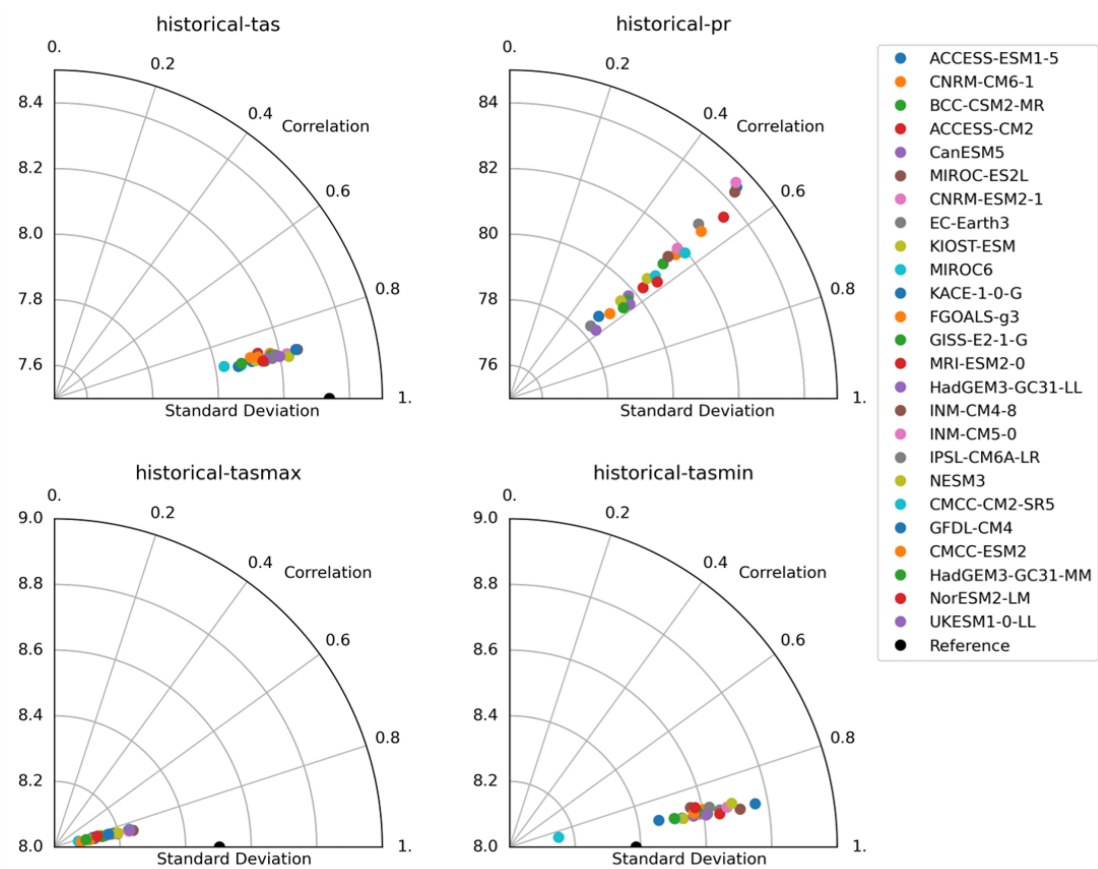 historical-tas
0.
0.2
0.4
Correlation
0.6
0.8
1.
8.4
8.2
8.0
7.8
7.6
Standard Deviation
historical-pr
0.
0.2
0.4
Correlation
0.6
0.8
1.
84
82
80
78
76
Standard Deviation
ACCESS-ESM1-5
CNRM-CM6-1
BCC-CSM2-MR
ACCESS-CM2
CanESM5
MIROC-ES2L
CNRM-ESM2-1
EC-Earth3
KIOST-ESM
MIROC6
KACE-1-0-G
FGOALS-g3
GISS-E2-1-G
MRI-ESM2-0
HadGEM3-GC31-LL
INM-CM4-8
INM-CM5-0
IPSL-CM6A-LR
NESM3
CMCC-CM2-SR5
GFDL-CM4
CMCC-ESM2
HadGEM3-GC31-MM
NorESM2-LM
UKESM1-0-LL
Reference
historical-tasmax
0.
0.2
0.4
Correlation
0.6
0.8
1.
9.0
8.8
8.6
8.4
8.2
8.0
Standard Deviation
historical-tasmin
0.
0.2
0.4
Correlation
0.6
0.8
1.
9.0
8.8
8.6
8.4
8.2
8.0
Standard Deviation